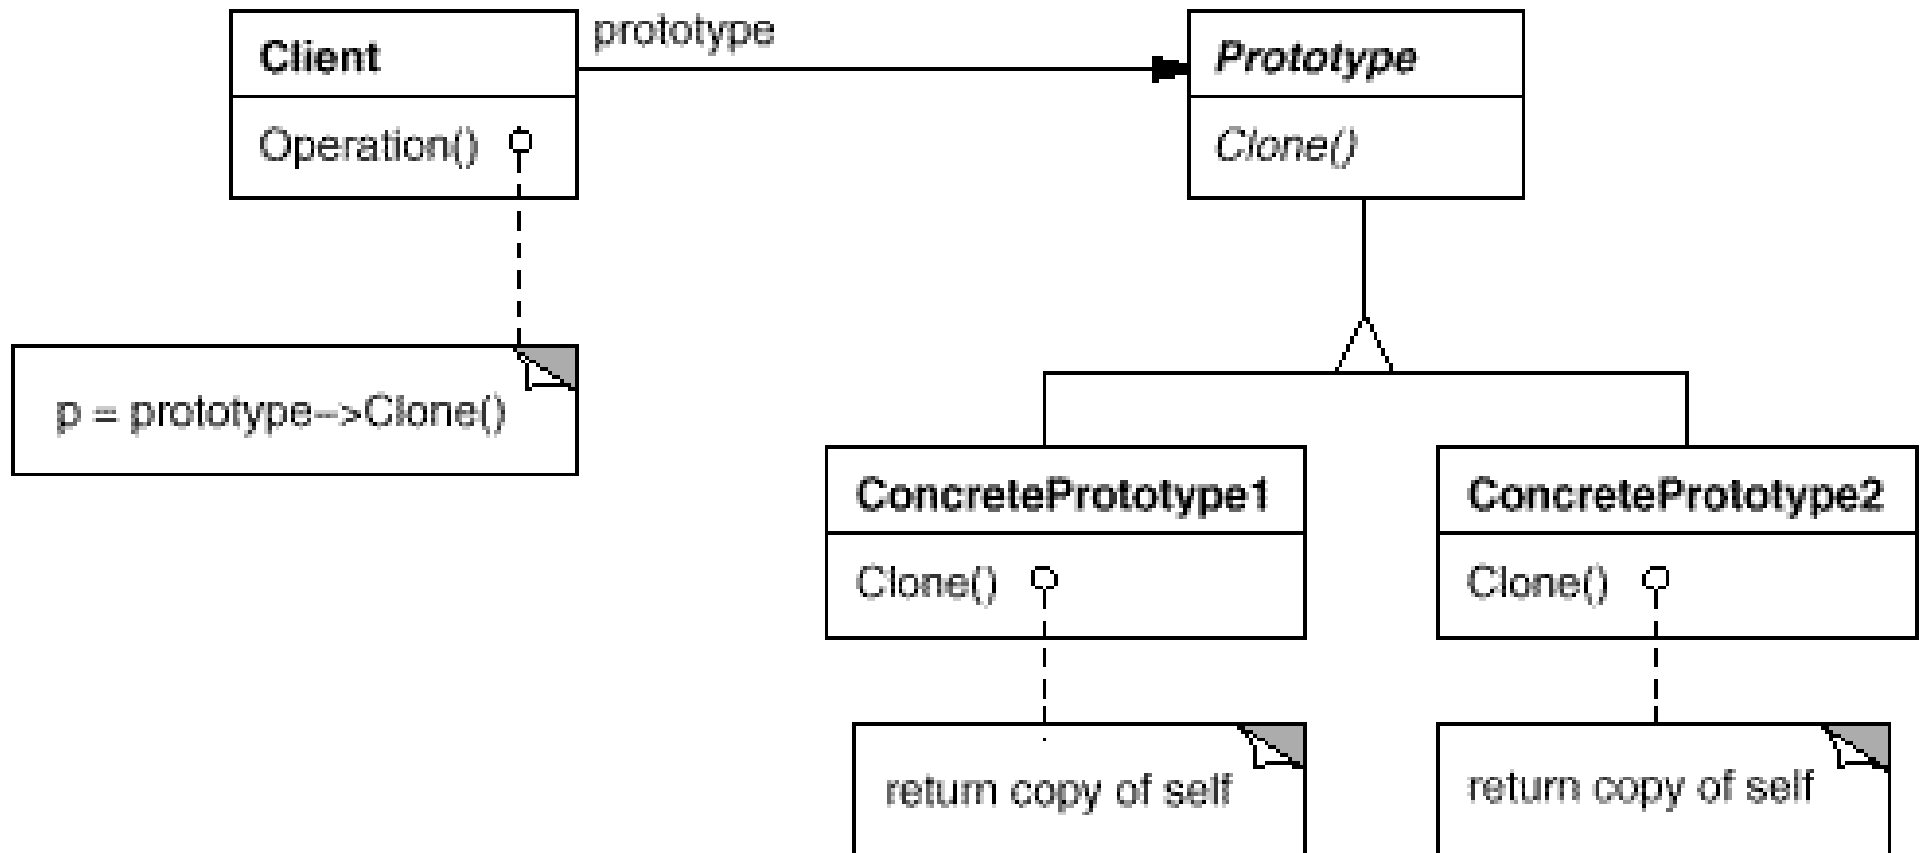 Client
prototype
Prototype
Operation()
Clone()
p = prototype–>Clone()
ConcretePrototype1
ConcretePrototype2
Clone()
Clone()
return copy of self
return copy of self